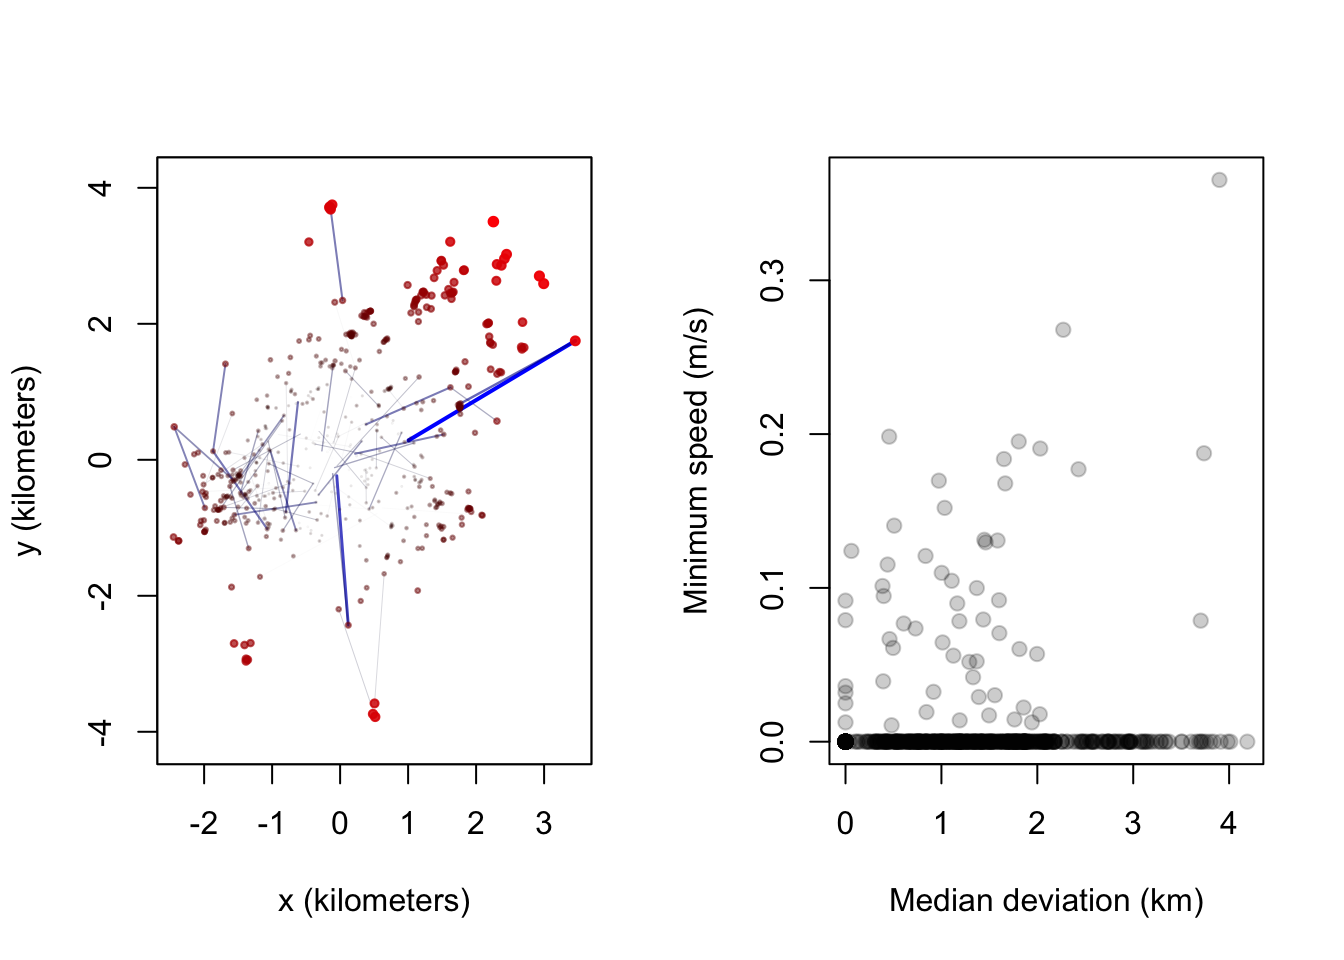 4
2
0
-2
-4
y (kilometers)
-2 -1 0 1 2 3
x (kilometers)
0.3
0.2
0.1
0.0
Minimum speed (m/s)
0 1 2 3 4
Median deviation (km)